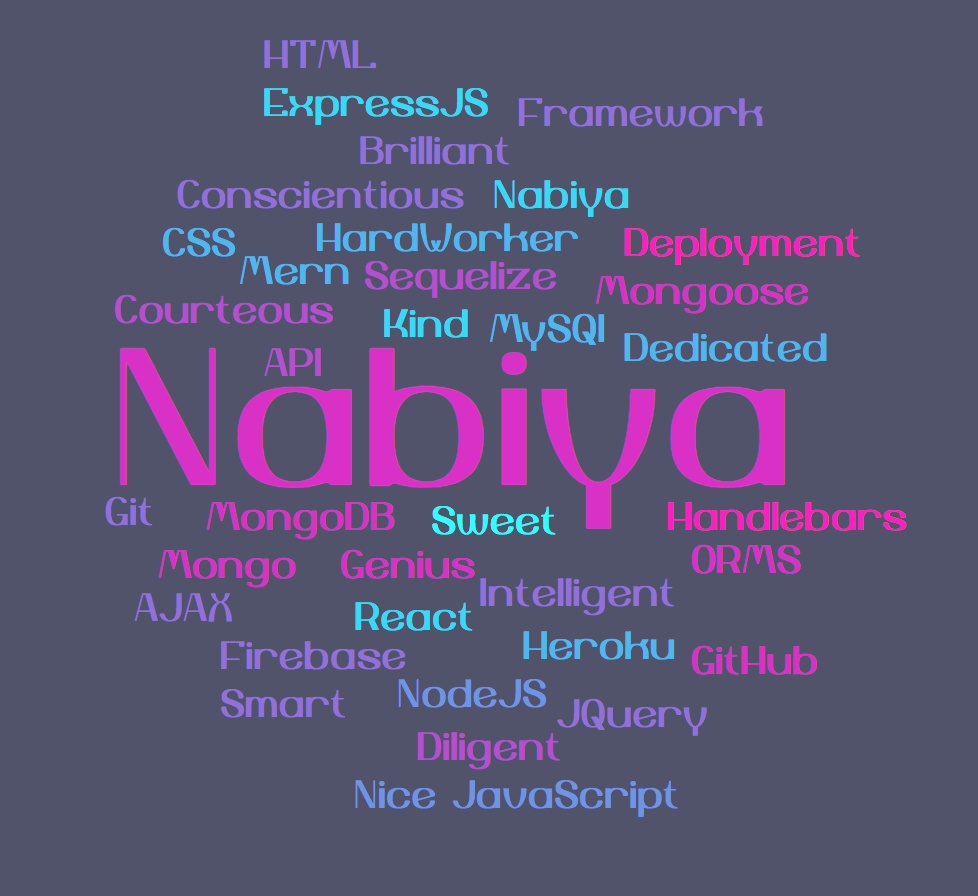 HTML
ExpressJS
Framework
Brilliant
Conscientious
Nabiya
CSS
HardWorker
Deployment
Mern
Sequelize
Mongoose
Courteous
Kind
MySQl
Dedicated
API
Nabiya
Git
MongoDB
Sweet
Handlebars
Mongo
Genius
ORMS
AJAX
React
Intelligent
Firebase
Heroku
GitHub
Smart
NodeJS
JQuery
Diligent
Nice JavaScript